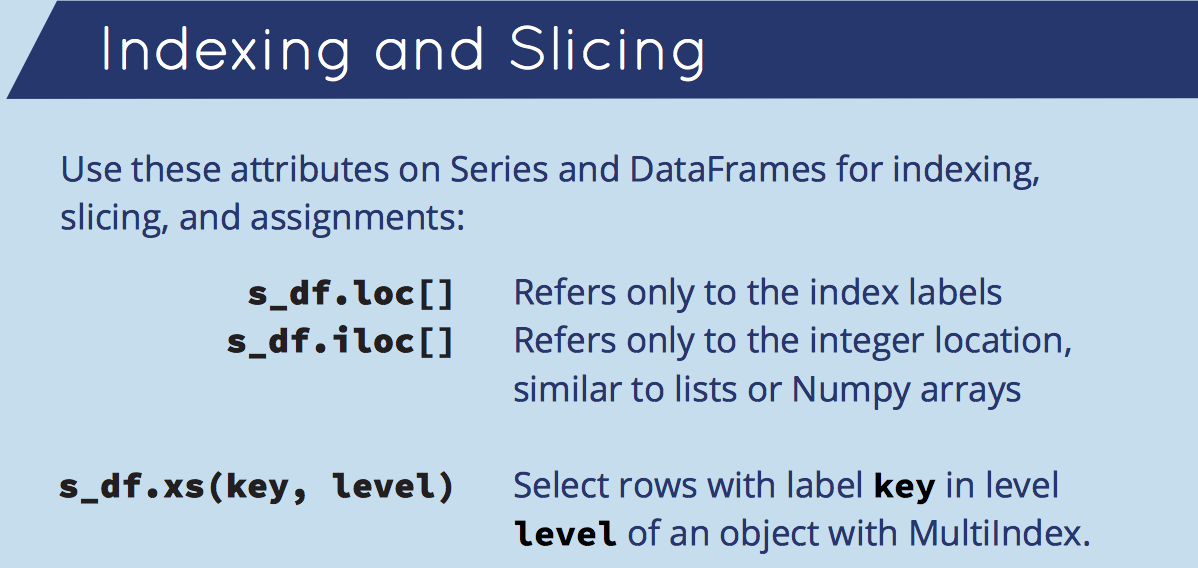 Indexing and Slicing
Use these attributes on Series and DataFrames for indexing,
slicing, and assignments:
s_df.loc[] Refers only to the index labels
s_df.iloc[] Refers only to the integer location,
similar to lists or Numpy arrays
s_df.xs(key, level) Select rows with label key in level
level of an object with MultiIndex.